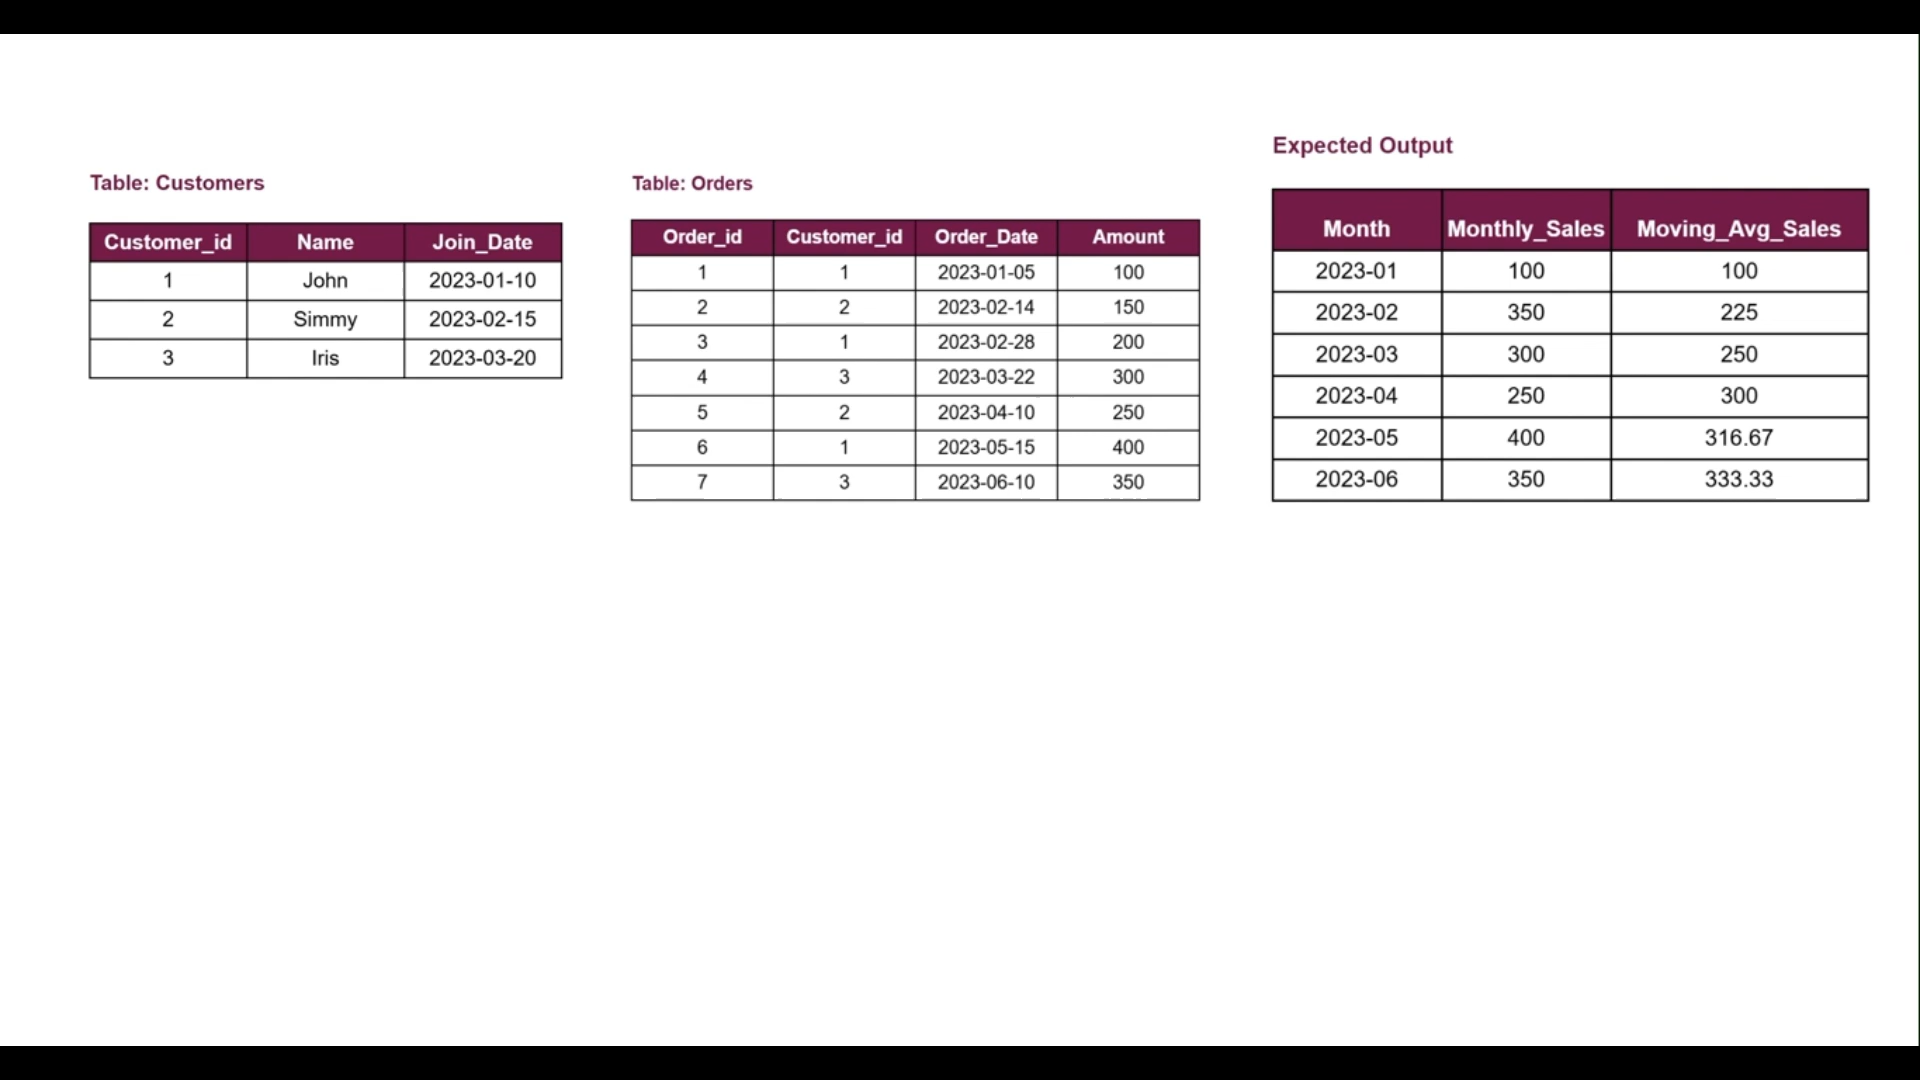 Table: Customers
Customer_id Name Join_Date
1 John 2023-01-10
2 Simmy 2023-02-15
3 Iris 2023-03-20
Table: Orders
Order_id Customer_id Order_Date Amount
1 1 2023-01-05 100
2 2 2023-02-14 150
3 1 2023-02-28 200
4 3 2023-03-22 300
5 2 2023-04-10 250
6 1 2023-05-15 400
7 3 2023-06-10 350
Expected Output
Month Monthly_Sales Moving_Avg_Sales
2023-01 100 100
2023-02 350 225
2023-03 300 250
2023-04 250 300
2023-05 400 316.67
2023-06 350 333.33